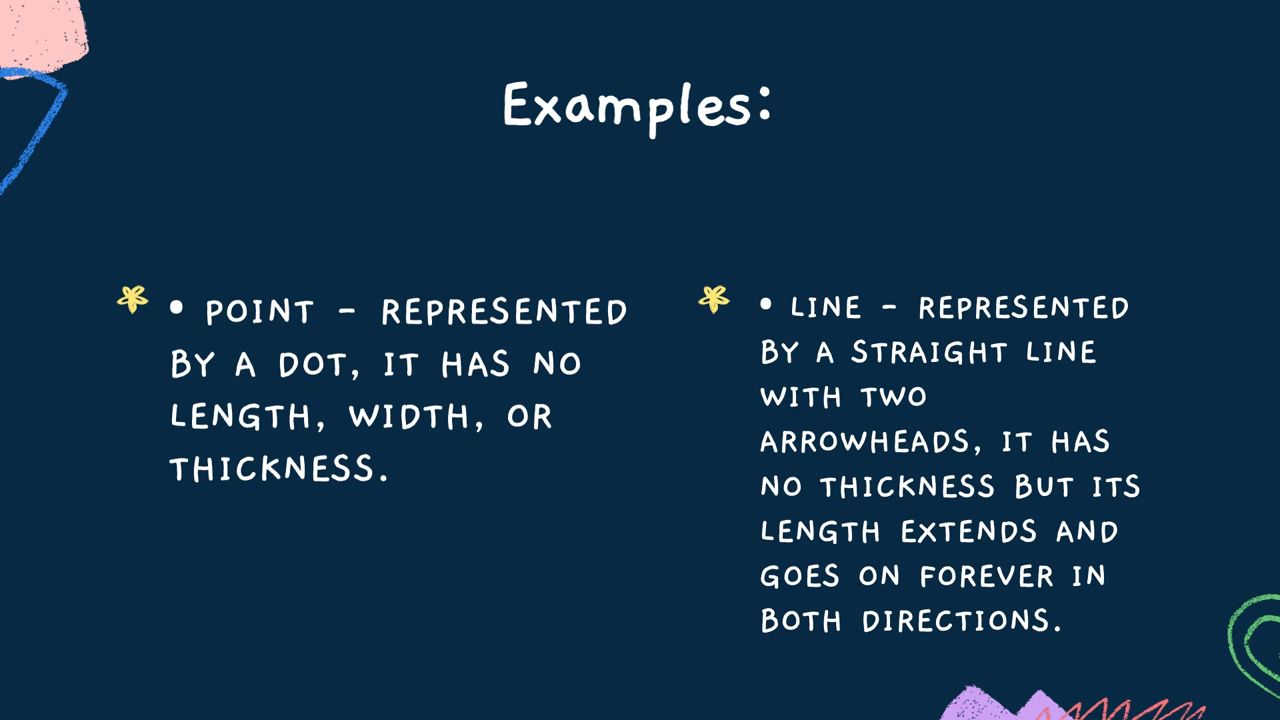 Examples:
• POINT - REPRESENTED
BY A DOT, IT HAS NO
LENGTH, WIDTH, OR
THICKNESS.
• LINE - REPRESENTED
BY A STRAIGHT LINE
WITH TWO
ARROWHEADS, IT HAS
NO THICKNESS BUT ITS
LENGTH EXTENDS AND
GOES ON FOREVER IN
BOTH DIRECTIONS.